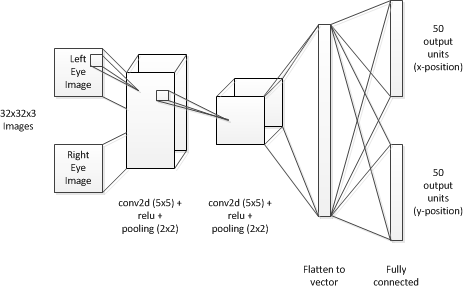 Left
Eye
Image
32x32x3
Images
Right
Eye
Image
conv2d (5x5) +
relu +
pooling (2x2)
conv2d (5x5) +
relu +
pooling (2x2)
Flatten to
vector
Fully
connected
50
output
units
(x-position)
50
output
units
(y-position)